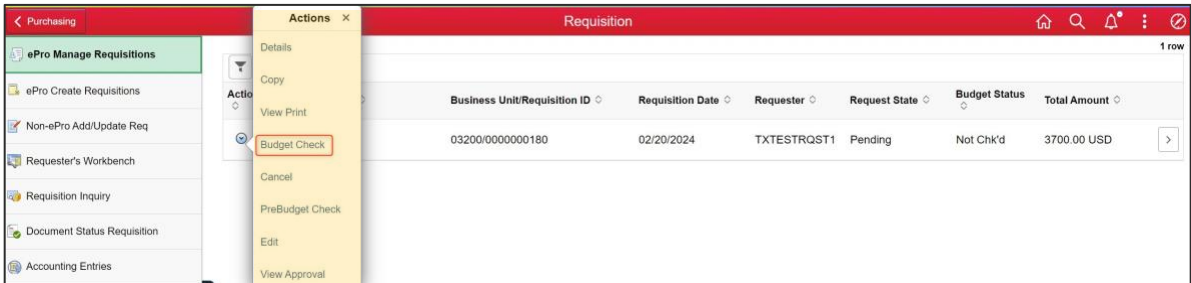 Purchasing
Actions ×
Requisition
ePro Manage Requisitions
ePro Create Requisitions
Non-ePro Add/Update Req
Requester's Workbench
Requisition Inquiry
Document Status Requisition
Accounting Entries
Details
Copy
View Print
Budget Check
Cancel
PreBudget Check
Edit
View Approval
1 row
Actio
Business Unit/Requisition ID
Requisition Date
Requester
Request State
Budget Status
Total Amount
03200/0000000180
02/20/2024
TXTESTRQST1
Pending
Not Chk'd
3700.00 USD